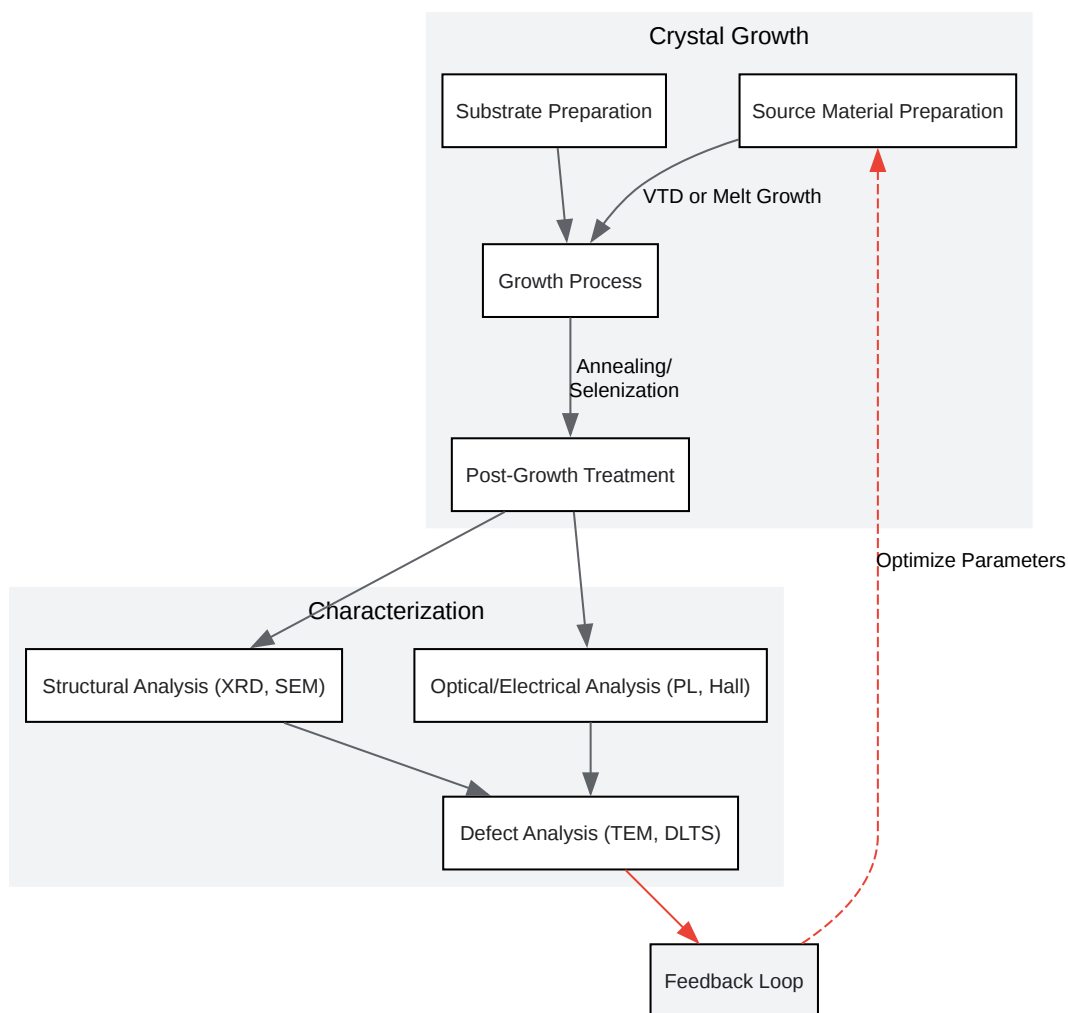 Crystal Growth
Substrate Preparation
Source Material Preparation
VTD or Melt Growth
Growth Process
Annealing/
Selenization
Post-Growth Treatment
Optimize Parameters
Characterization
Structural Analysis (XRD, SEM)
Optical/Electrical Analysis (PL, Hall)
Defect Analysis (TEM, DLTS)
Feedback Loop